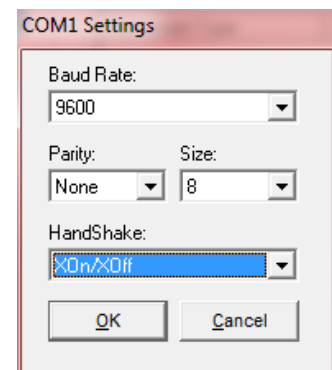 COM1 Settings
Baud Rate:
9600
Parity: Size:
None 8
HandShake:
XOn/XOff
OK Cancel